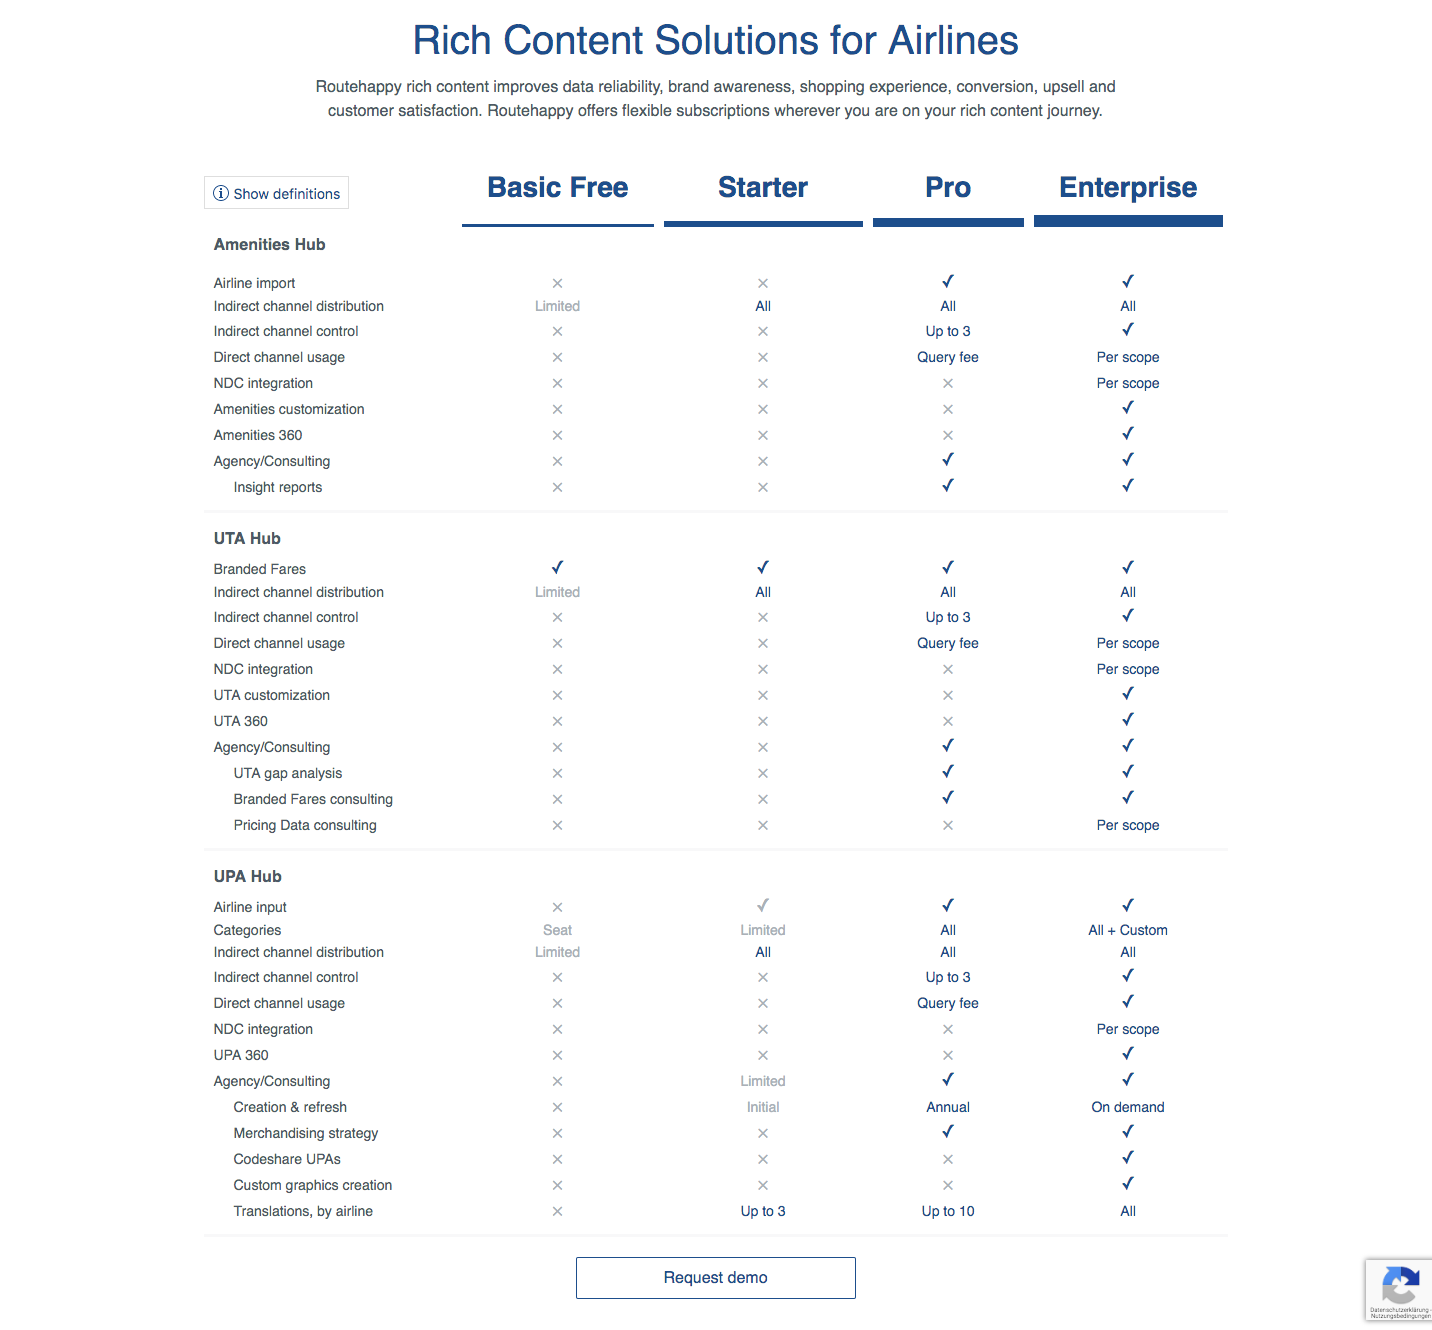 Rich Content Solutions for Airlines
Routehappy rich content improves data reliability, brand awareness, shopping experience, conversion, upsell and
customer satisfaction. Routehappy offers flexible subscriptions wherever you are on your rich content journey.
Show definitions Basic Free Starter Pro Enterprise
Amenities Hub
Airline import ✕ ✕ ✓ ✓
Indirect channel distribution Limited All All All
Indirect channel control ✕ ✕ Up to 3 ✓
Direct channel usage ✕ ✕ Query fee Per scope
NDC integration ✕ ✕ ✕ Per scope
Amenities customization ✕ ✕ ✕ ✓
Amenities 360 ✕ ✕ ✕ ✓
Agency/Consulting ✕ ✕ ✓ ✓
Insight reports ✕ ✕ ✓ ✓
UTA Hub
Branded Fares ✓ ✓ ✓ ✓
Indirect channel distribution Limited All All All
Indirect channel control ✕ ✕ Up to 3 ✓
Direct channel usage ✕ ✕ Query fee Per scope
NDC integration ✕ ✕ ✕ Per scope
UTA customization ✕ ✕ ✕ ✓
UTA 360 ✕ ✕ ✕ ✓
Agency/Consulting ✕ ✕ ✓ ✓
UTA gap analysis ✕ ✕ ✓ ✓
Branded Fares consulting ✕ ✕ ✓ ✓
Pricing Data consulting ✕ ✕ ✕ Per scope
UPA Hub
Airline input ✕ ✓ ✓ ✓
Categories Seat Limited All All + Custom
Indirect channel distribution Limited All All All
Indirect channel control ✕ ✕ Up to 3 ✓
Direct channel usage ✕ ✕ Query fee ✓
NDC integration ✕ ✕ ✕ Per scope
UPA 360 ✕ ✕ ✕ ✓
Agency/Consulting ✕ Limited ✓ ✓
Creation & refresh ✕ Initial Annual On demand
Merchandising strategy ✕ ✕ ✓ ✓
Codeshare UPAs ✕ ✕ ✕ ✓
Custom graphics creation ✕ ✕ ✕ ✓
Translations, by airline ✕ Up to 3 Up to 10 All
Request demo
Datenschutzerklärung -
Nutzungsbedingungen